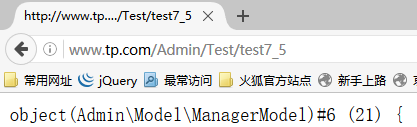 http://www.tp..../Test/test7_5
www.tp.com/Admin/Test/test7_5
常用网址 jQuery 最常访问 火狐官方站点 新手上路
object(Admin\Model\ManagerModel)#6 (21) {